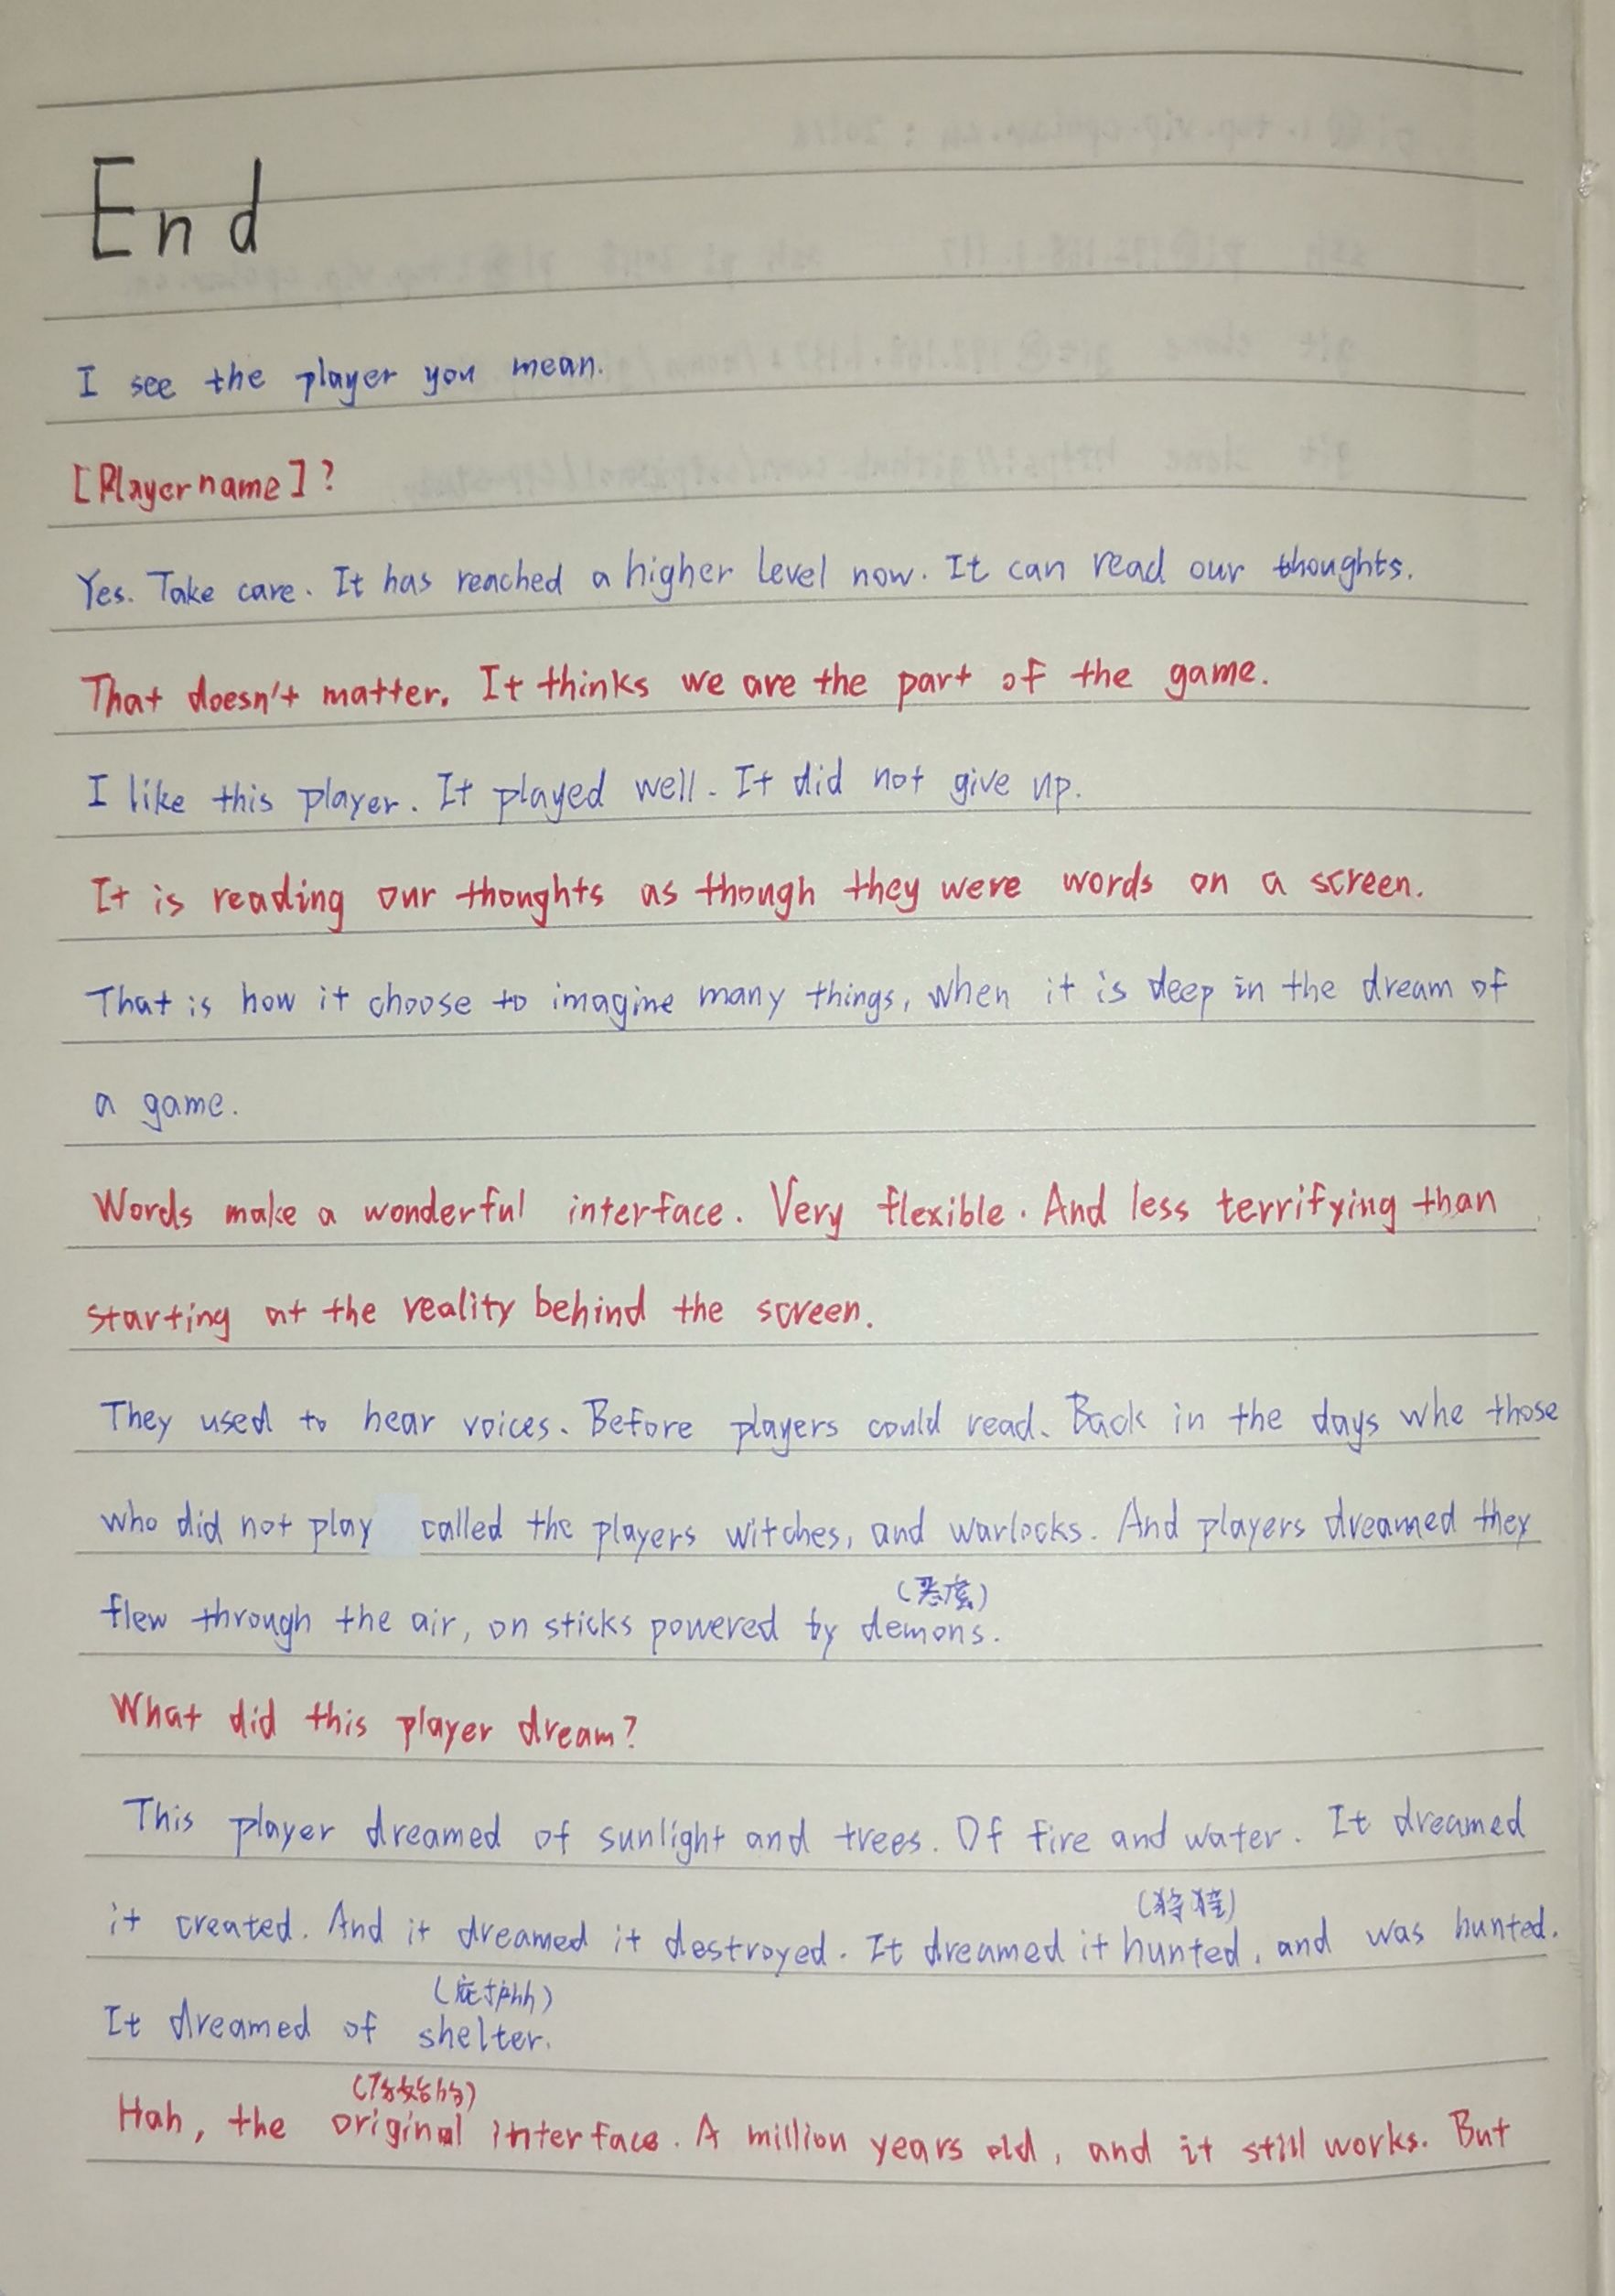 End
I see the player you mean.
[Playername]?
Yes. Take care. It has reached a higher level now. It can read our thoughts.
That doesn't matter. It thinks we are the part of the game.
I like this player. It played well. It did not give up.
It is reading our thoughts as though they were words on a screen.
That is how it choose to imagine many things, when it is deep in the dream of
a game.
Words make a wonderful interface. Very flexible. And less terrifying than
starting at the reality behind the screen.
They used to hear voices. Before players could read. Back in the days whe those
who did not play called the players witches, and warlocks. And players dreamed they
(恶魔)
flew through the air, on sticks powered by demons.
What did this player dream?
This player dreamed of sunlight and trees. Of fire and water. It dreamed
it created. And it dreamed it destroyed. It dreamed it hunted, and was hunted.
It dreamed of shelter.
Hah, the original interface. A million years old, and it still works. But